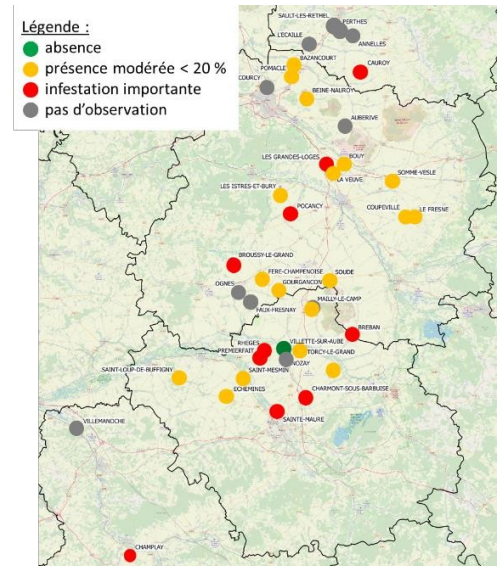 Légende :
absence
présence modérée < 20 %
infestation importante
pas d'observation
SAULT-LES-RETHEL
PERTHES
L'ECAILLE
ANNELLES
BAZANCOURT
POMACLE
CAUROY
COURCY
BEINE-NAUROY
AUBERIVE
LES GRANDES-LOGES
BOUY
LA VEUVE
SOMME-VESLE
LES ISTRES-ET-BURY
POCANCY
COUPEVILLE
LE FRESNE
BROUSSY-LE-GRAND
FERE-CHAMPENOISE
SOUDE
OGNES
GOURGANCON
FAUX-FRESNAY
MAILLY-LE-CAMP
BREBAN
RHEGES
VILLETTE-SUR-AUBE
PREMIERFAIT
TORCY-LE-GRAND
NOZAY
SAINT-LOUP-DE-BUFFIGNY
SAINT-MESMIN
ECHEMINES
CHARMONT-SOUS-BARBUISE
SAINTE-MAURE
VILLEMANOCHE
CHAMPLAY